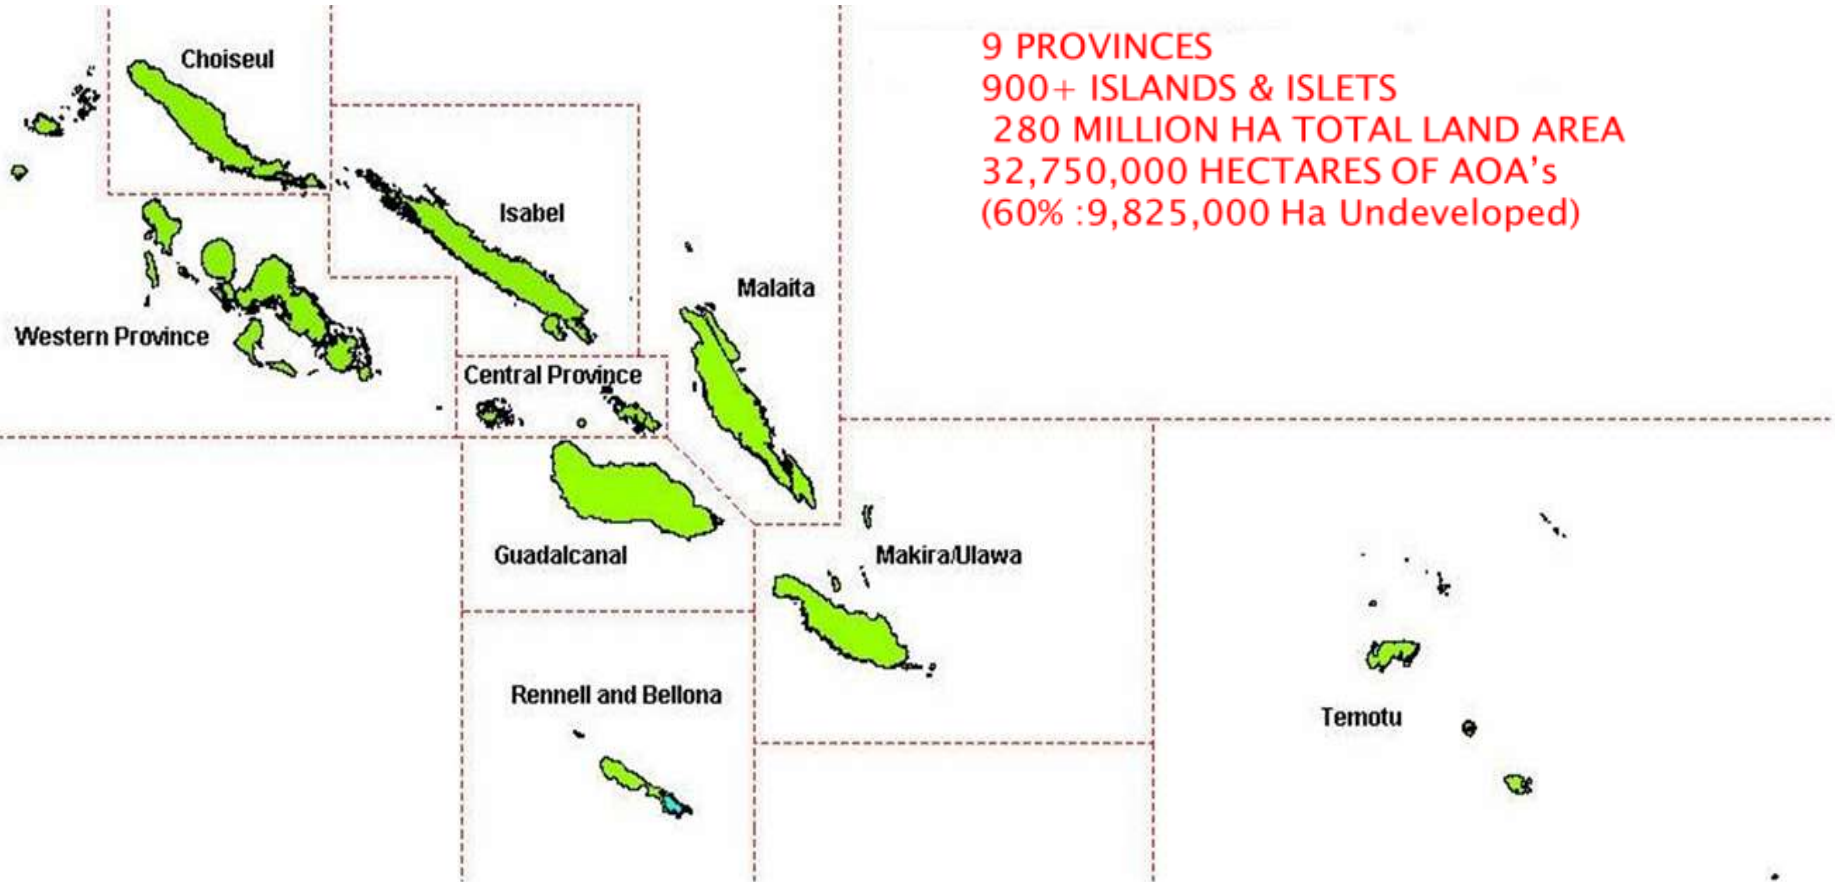 9 PROVINCES
900+ ISLANDS & ISLETS
280 MILLION HA TOTAL LAND AREA
32,750,000 HECTARES OF AOA's
(60% :9,825,000 Ha Undeveloped)
Choiseul
Isabel
Malaita
Western Province
Central Province
Guadalcanal
Makira/Ulawa
Rennell and Bellona
Temotu